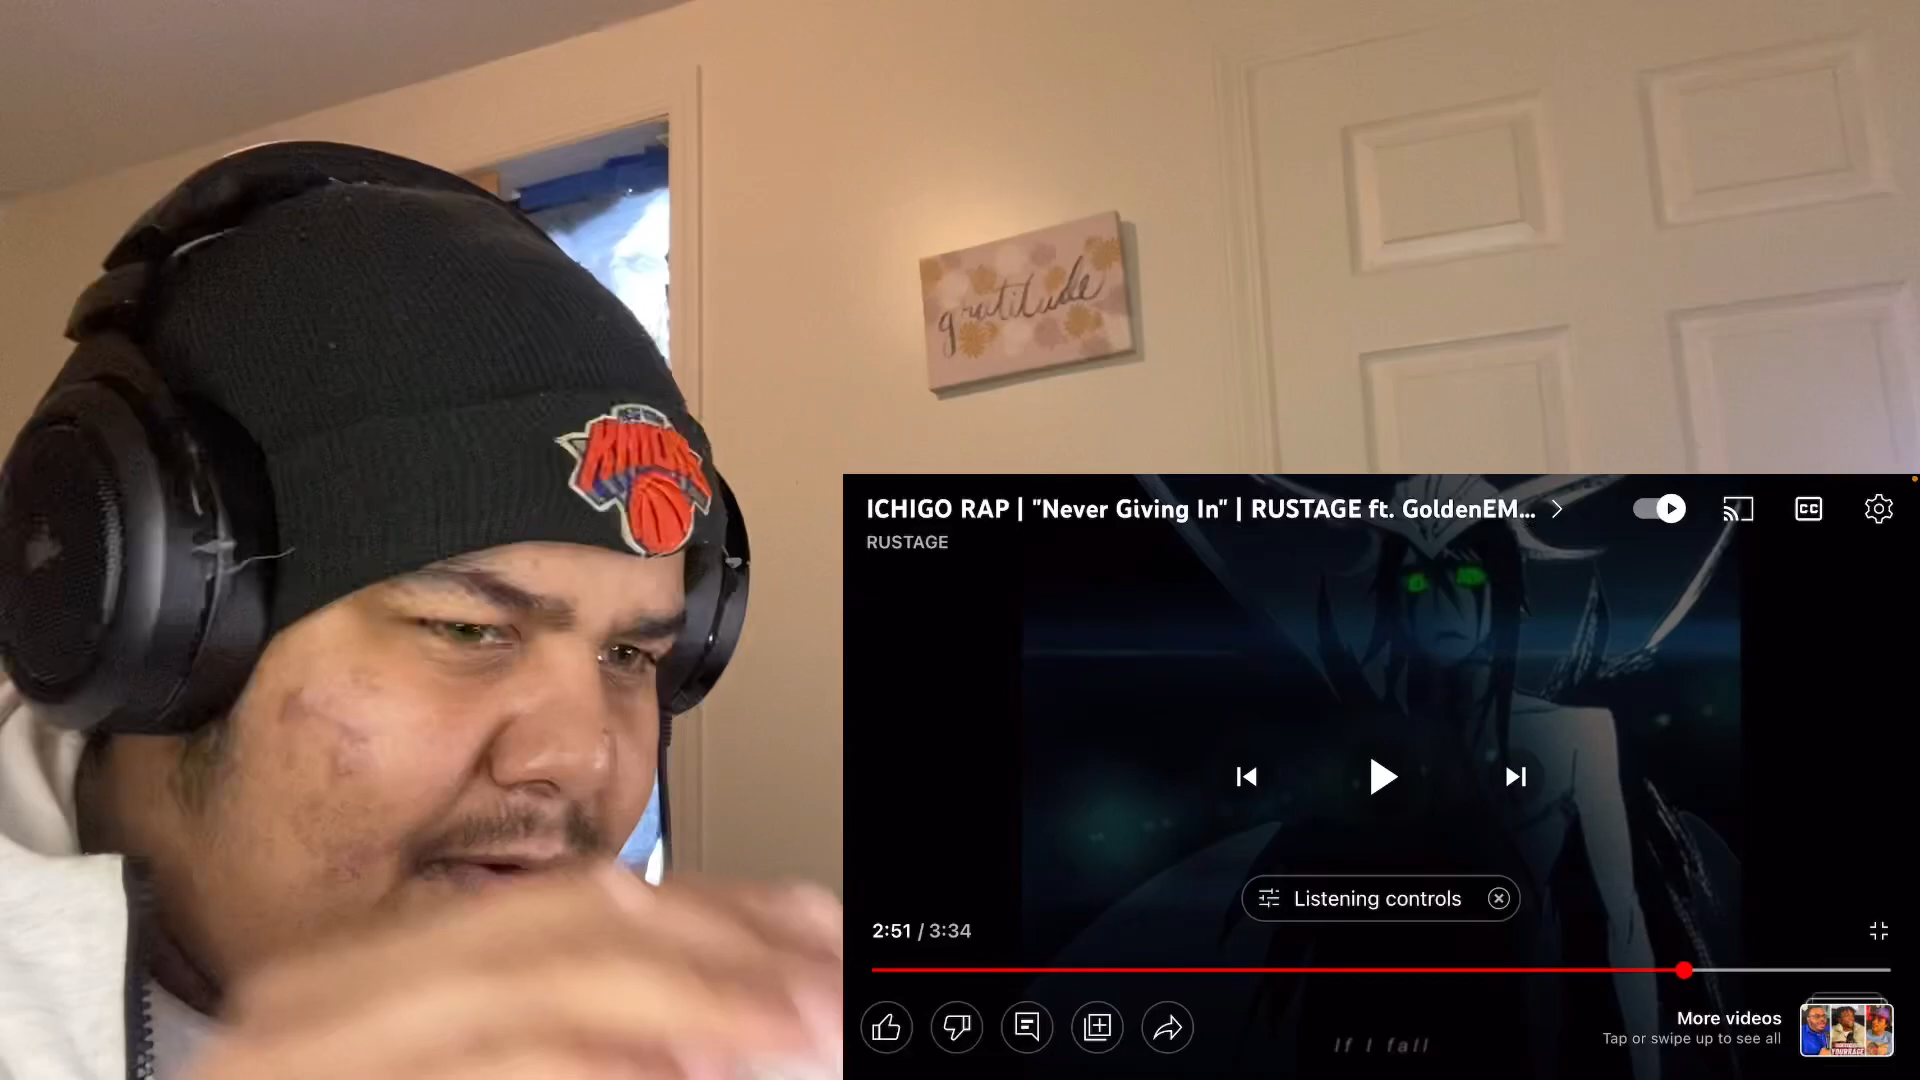 gratitude
KNICKS
ICHIGO RAP | "Never Giving In" | RUSTAGE ft. GoldenEM...
RUSTAGE
CC
Listening controls
2:51 / 3:34
More videos
Tap or swipe up to see all
If I fall